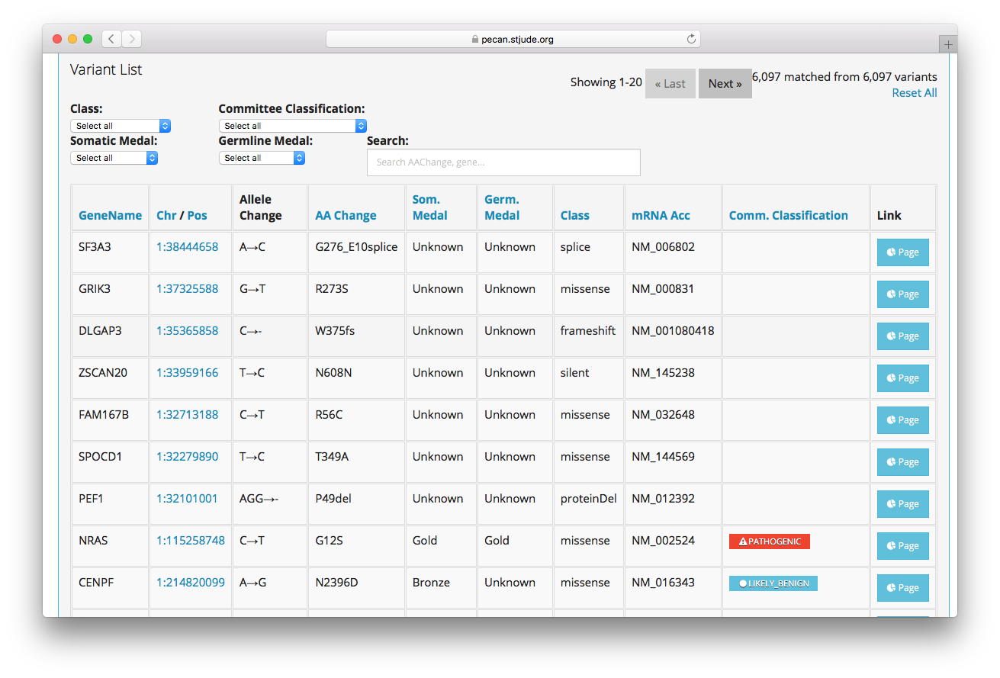 pecan.stjude.org
Variant List
Showing 1-20 « Last Next » 6,097 matched from 6,097 variants
Reset All
Class: Committee Classification:
Select all Select all
Somatic Medal: Germline Medal: Search:
Select all Select all Search AAChange, gene...
GeneName Chr / Pos Allele Change AA Change Som. Medal Germ. Medal Class mRNA Acc Comm. Classification Link
SF3A3 1:38444658 A→C G276_E10splice Unknown Unknown splice NM_006802 Page
GRIK3 1:37325588 G→T R273S Unknown Unknown missense NM_000831 Page
DLGAP3 1:35365858 C→- W375fs Unknown Unknown frameshift NM_001080418 Page
ZSCAN20 1:33959166 T→C N608N Unknown Unknown silent NM_145238 Page
FAM167B 1:32713188 C→T R56C Unknown Unknown missense NM_032648 Page
SPOCD1 1:32279890 T→C T349A Unknown Unknown missense NM_144569 Page
PEF1 1:32101001 AGG→- P49del Unknown Unknown proteinDel NM_012392 Page
NRAS 1:115258748 C→T G12S Gold Gold missense NM_002524 PATHOGENIC Page
CENPF 1:214820099 A→G N2396D Bronze Unknown missense NM_016343 LIKELY_BENIGN Page